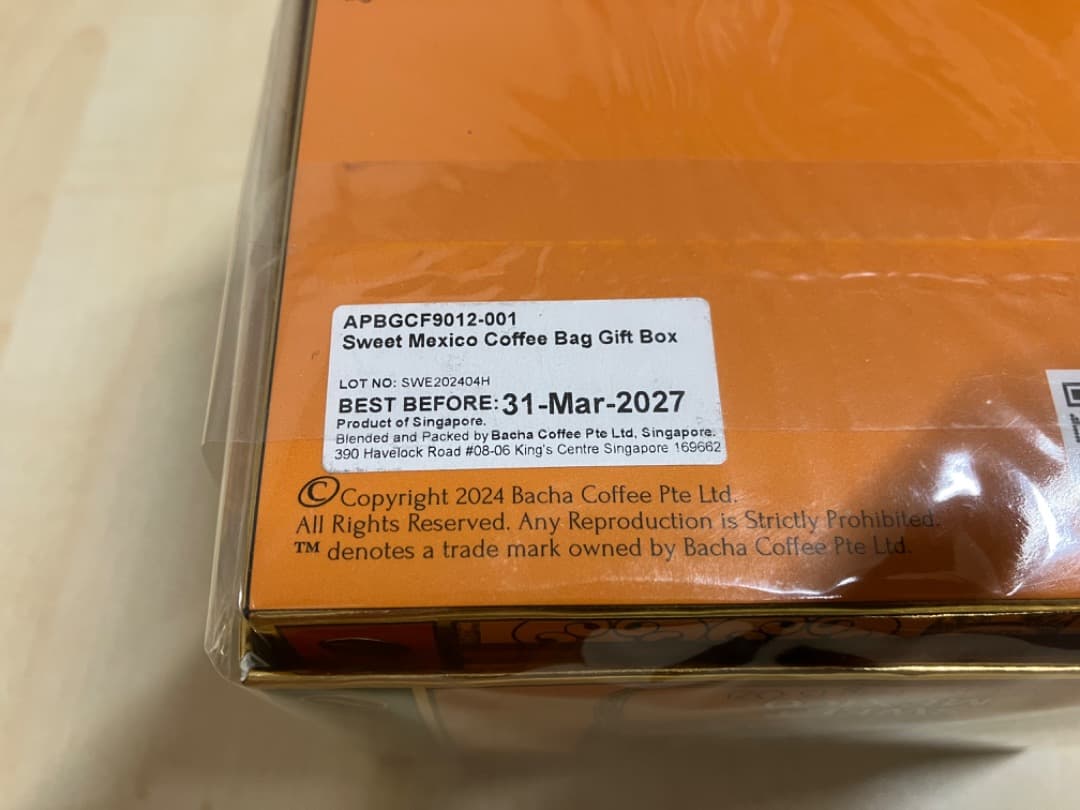 APBGCF9012-001
Sweet Mexico Coffee Bag Gift Box
LOT NO: SWE202404H
BEST BEFORE: 31-Mar-2027
Product of Singapore.
Blended and Packed by Bacha Coffee Pte Ltd, Singapore.
390 Havelock Road #08-06 King's Centre Singapore 169662
© Copyright 2024 Bacha Coffee Pte Ltd.
All Rights Reserved. Any Reproduction is Strictly Prohibited.
™ denotes a trade mark owned by Bacha Coffee Pte Ltd.